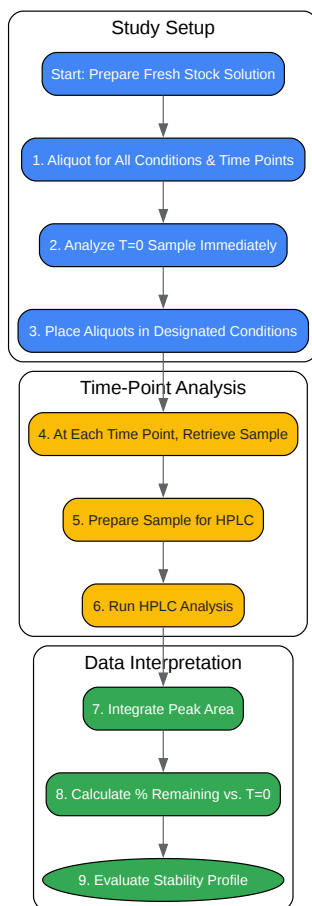 Study Setup
Start: Prepare Fresh Stock Solution
1. Aliquot for All Conditions & Time Points
2. Analyze T=0 Sample Immediately
3. Place Aliquots in Designated Conditions
Time-Point Analysis
4. At Each Time Point, Retrieve Sample
5. Prepare Sample for HPLC
6. Run HPLC Analysis
Data Interpretation
7. Integrate Peak Area
8. Calculate % Remaining vs. T=0
9. Evaluate Stability Profile